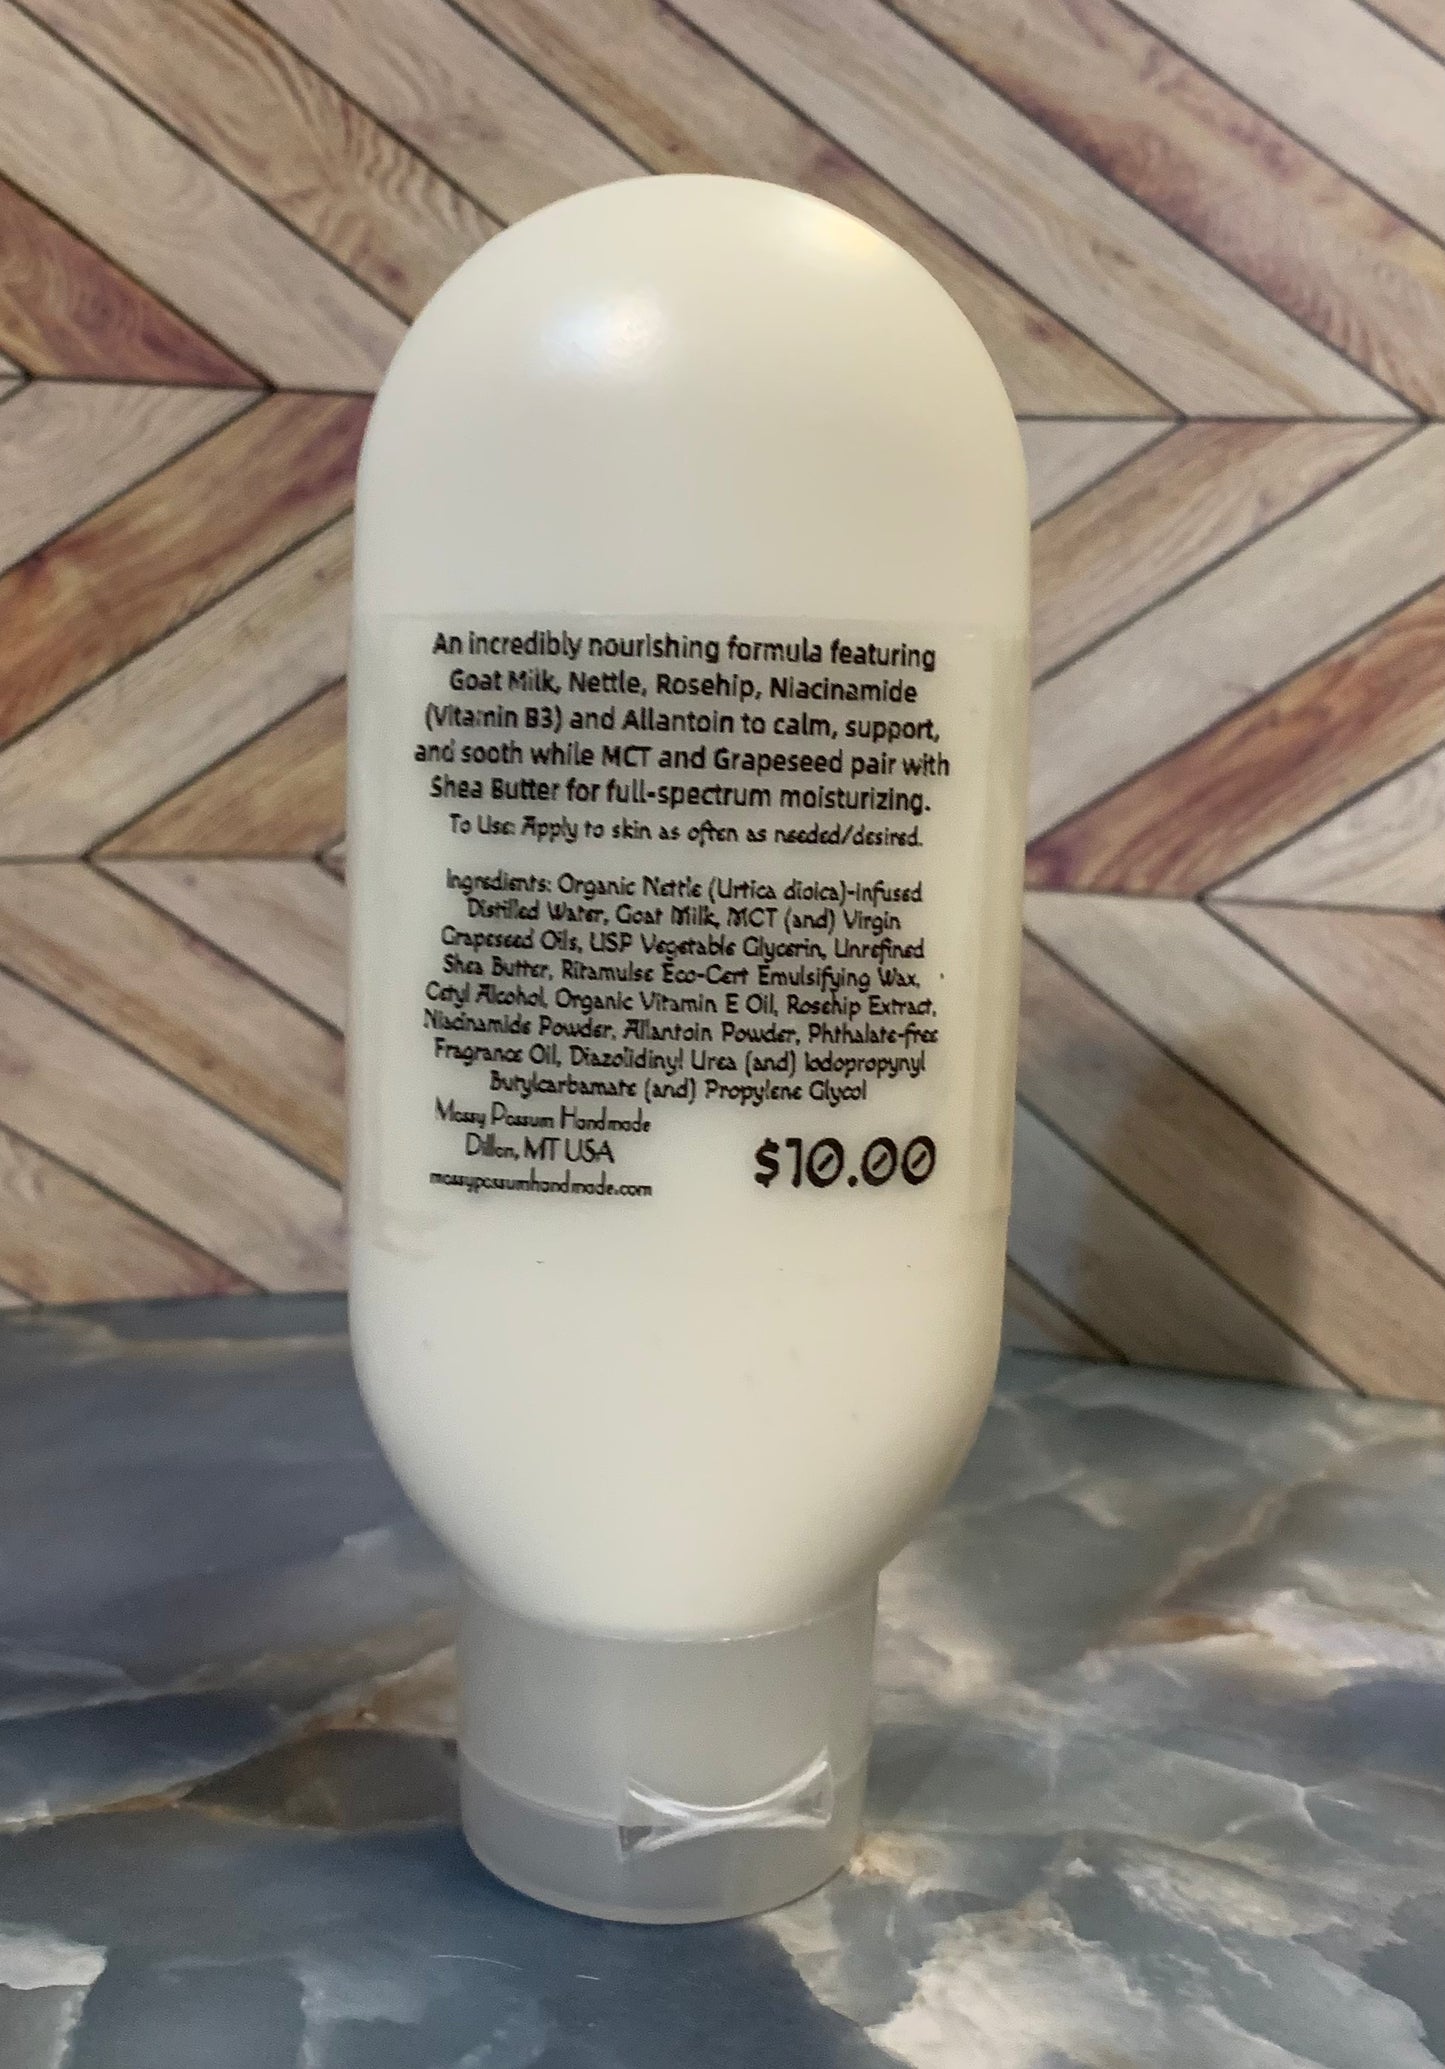 An incredibly nourishing formula featuring
Goat Milk, Nettle, Rosehip, Niacinamide
(Vitamin B3) and Allantoin to calm, support,
and sooth while MCT and Grapeseed pair with
Shea Butter for full-spectrum moisturizing.
To Use: Apply to skin as often as needed/desired.
Ingredients: Organic Nettle (Urtica dioica)-infused
Distilled Water, Goat Milk, MCT (and) Virgin
Grapeseed Oils, USP Vegetable Glycerin, Unrefined
Shea Butter, Ritamulse Eco-Cert Emulsifying Wax,
Cetyl Alcohol, Organic Vitamin E Oil, Rosehip Extract,
Niacinamide Powder, Allantoin Powder, Phthalate-free
Fragrance Oil, Diazolidinyl Urea (and) Iodopropynyl
Butylcarbamate (and) Propylene Glycol
Mossy Possum Handmade
Dillon, MT USA
mossypossumhandmade.com
$10.00